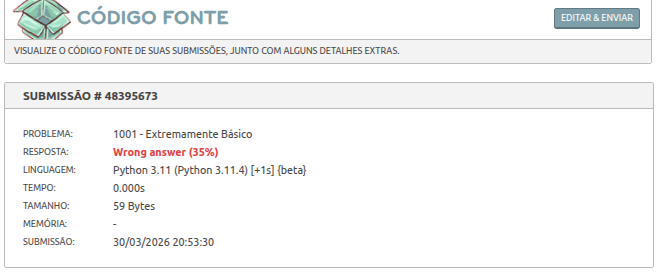 CÓDIGO FONTE
EDITAR & ENVIAR
VISUALIZE O CÓDIGO FONTE DE SUAS SUBMISSÕES, JUNTO COM ALGUNS DETALHES EXTRAS.
SUBMISSÃO # 48395673
PROBLEMA: 1001 - Extremamente Básico
RESPOSTA: Wrong answer (35%)
LINGUAGEM: Python 3.11 (Python 3.11.4) [+1s] {beta}
TEMPO: 0.000s
TAMANHO: 59 Bytes
MEMÓRIA: -
SUBMISSÃO: 30/03/2026 20:53:30